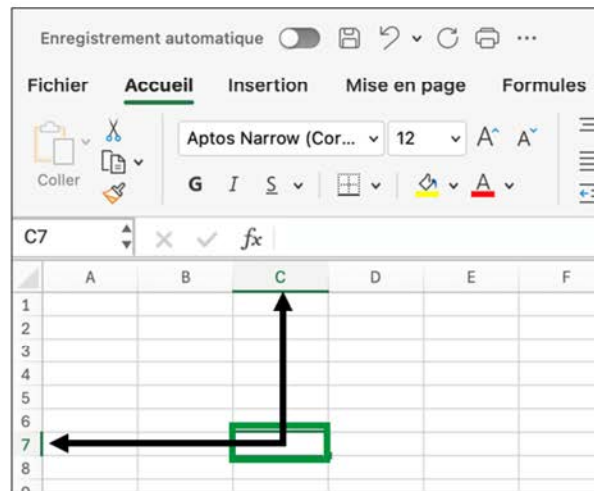 Enregistrement automatique ...
Fichier Accueil Insertion Mise en page Formules
Aptos Narrow (Cor... 12 A A
Coller
G I S A
C7 fx
A B C D E F
1
2
3
4
5
6
7
8